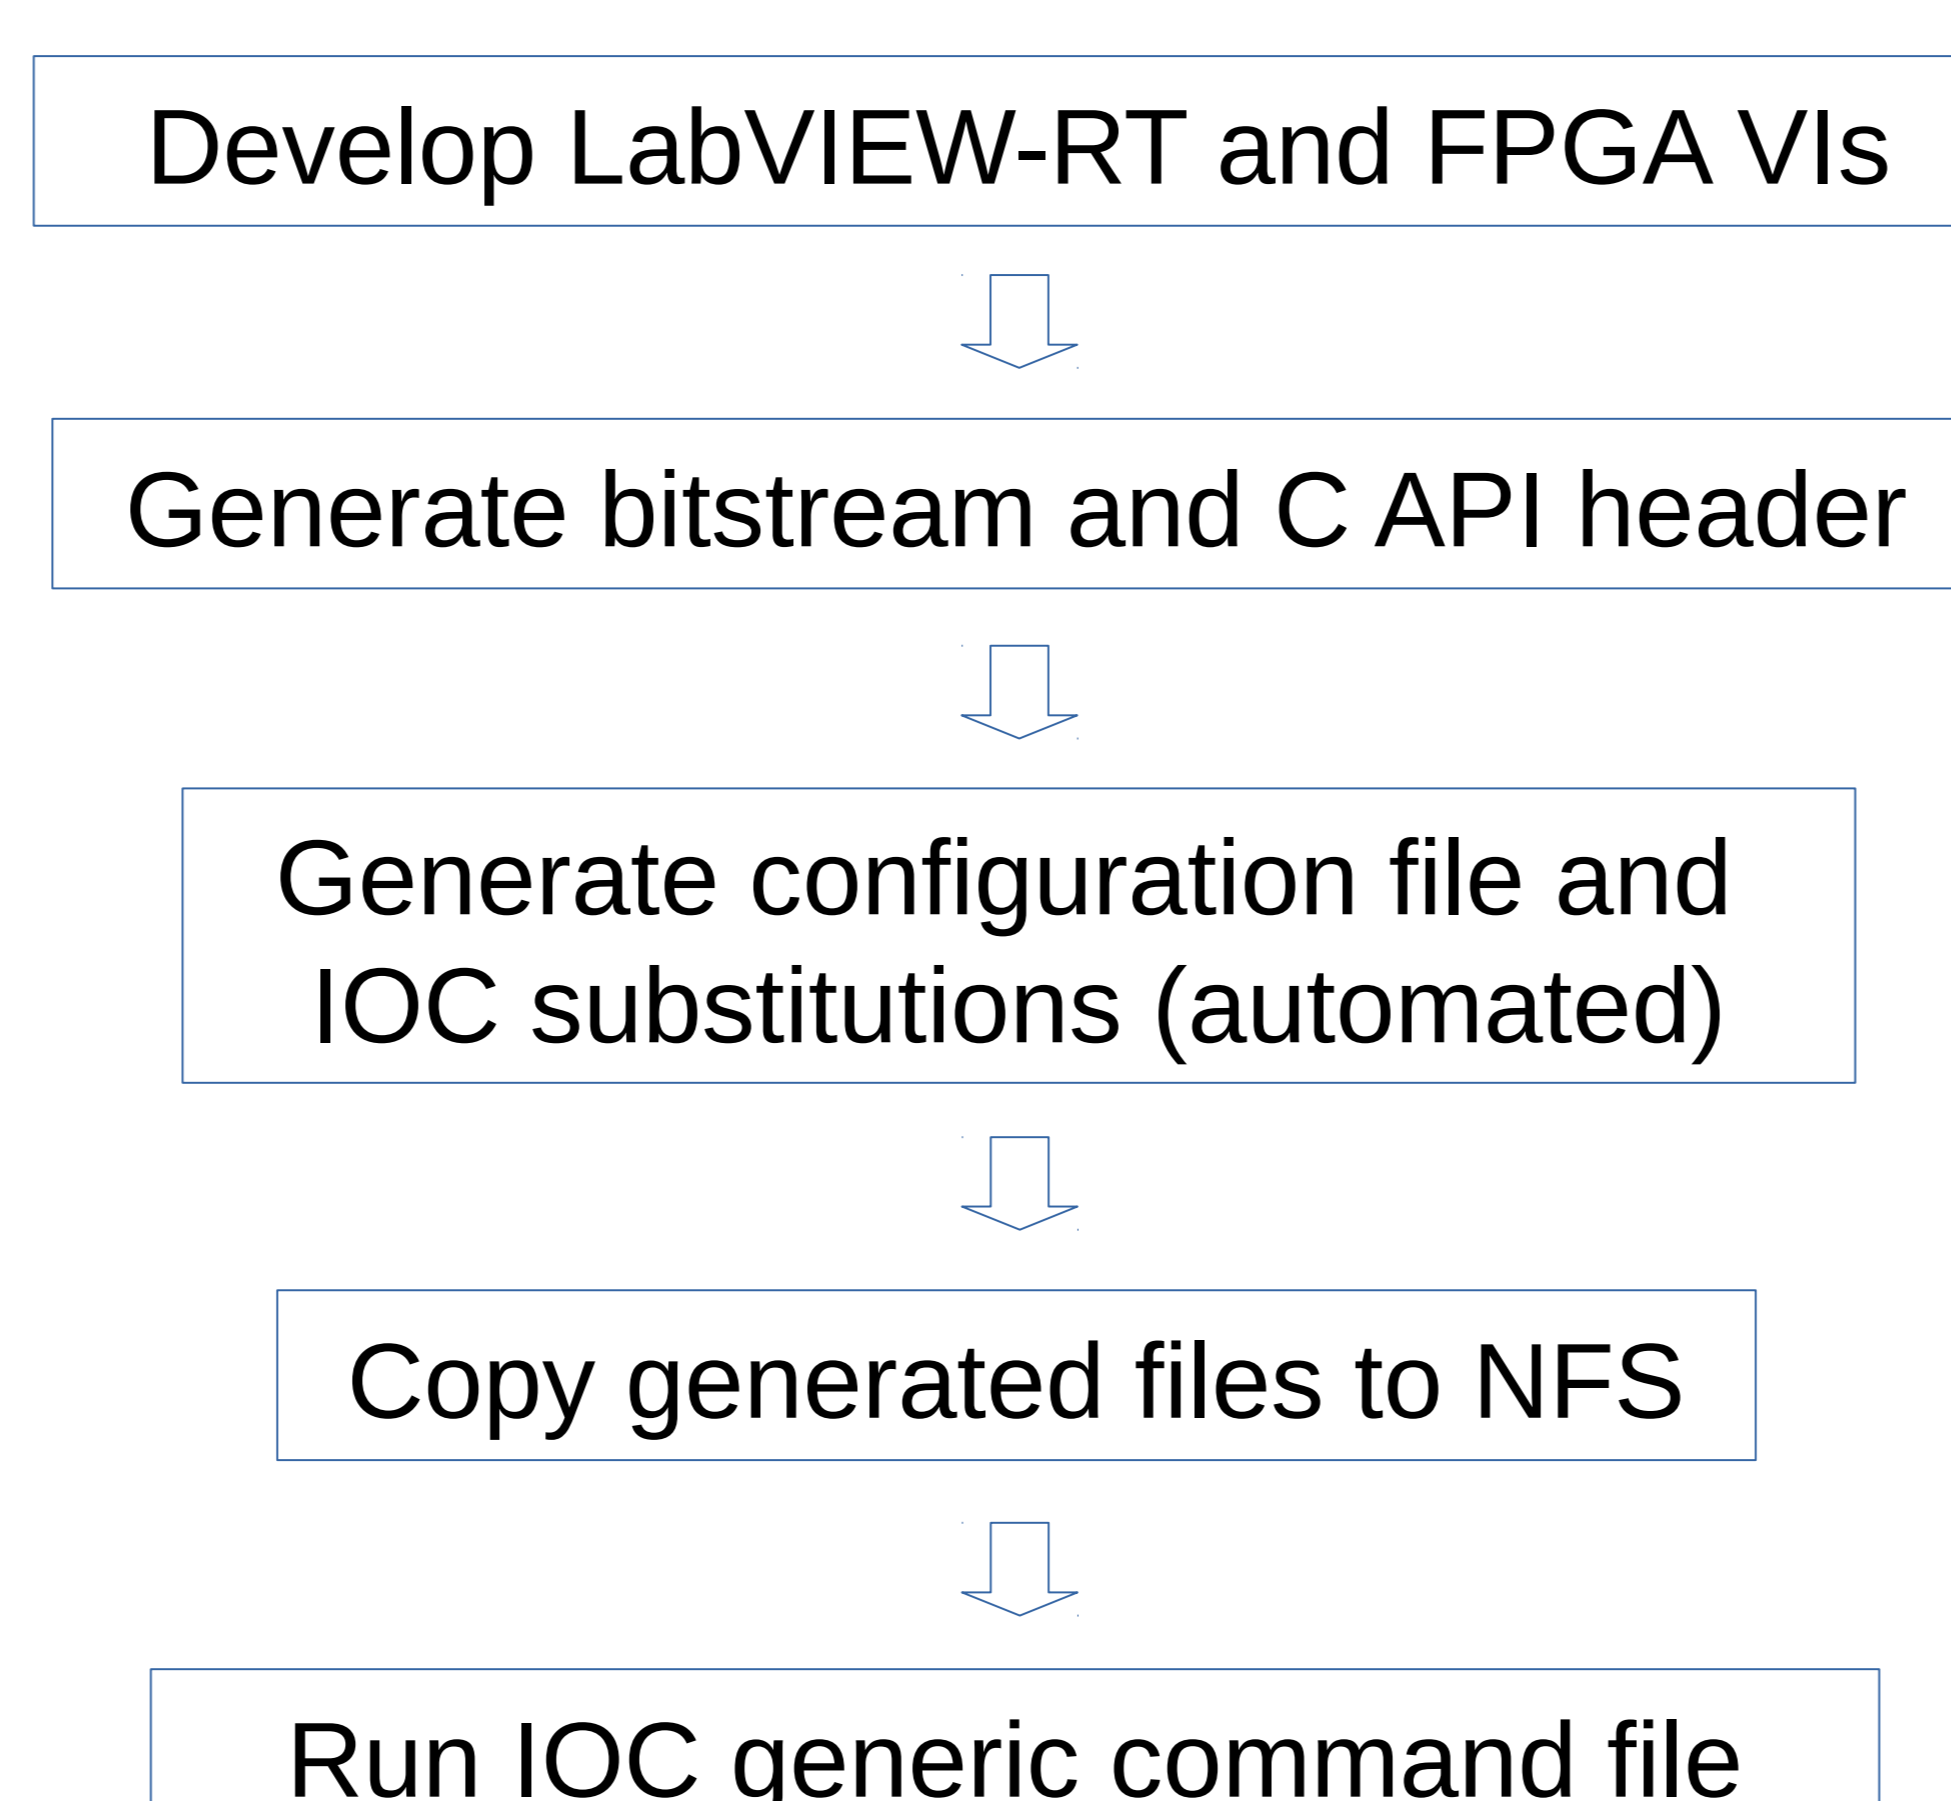 Develop LabVIEW-RT and FPGA VIs
Generate bitstream and C API header
Generate configuration file and
IOC substitutions (automated)
Copy generated files to NFS
Run IOC generic command file